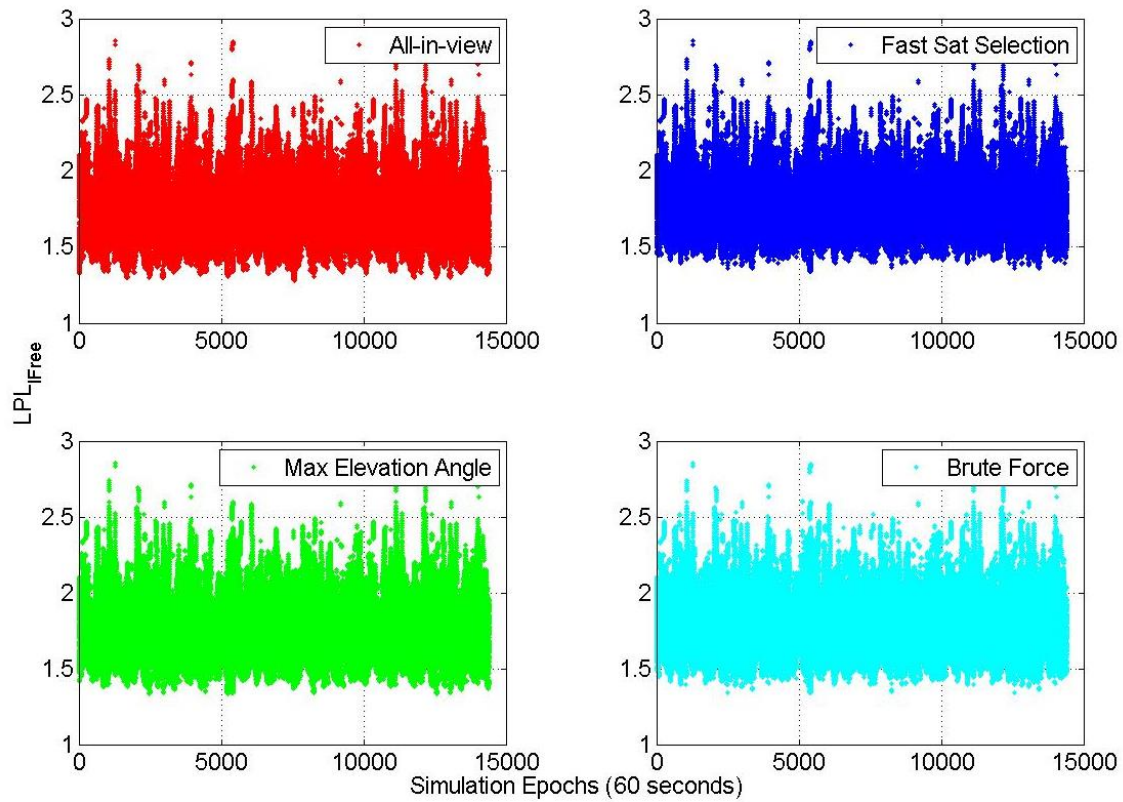 3
2.5
2
1.5
1
0 5000 10000 15000
All-in-view
3
2.5
2
1.5
1
0 5000 10000 15000
Fast Sat Selection
LPL_IFree
3
2.5
2
1.5
1
0 5000 10000 15000
Max Elevation Angle
3
2.5
2
1.5
1
0 5000 10000 15000
Brute Force
Simulation Epochs (60 seconds)